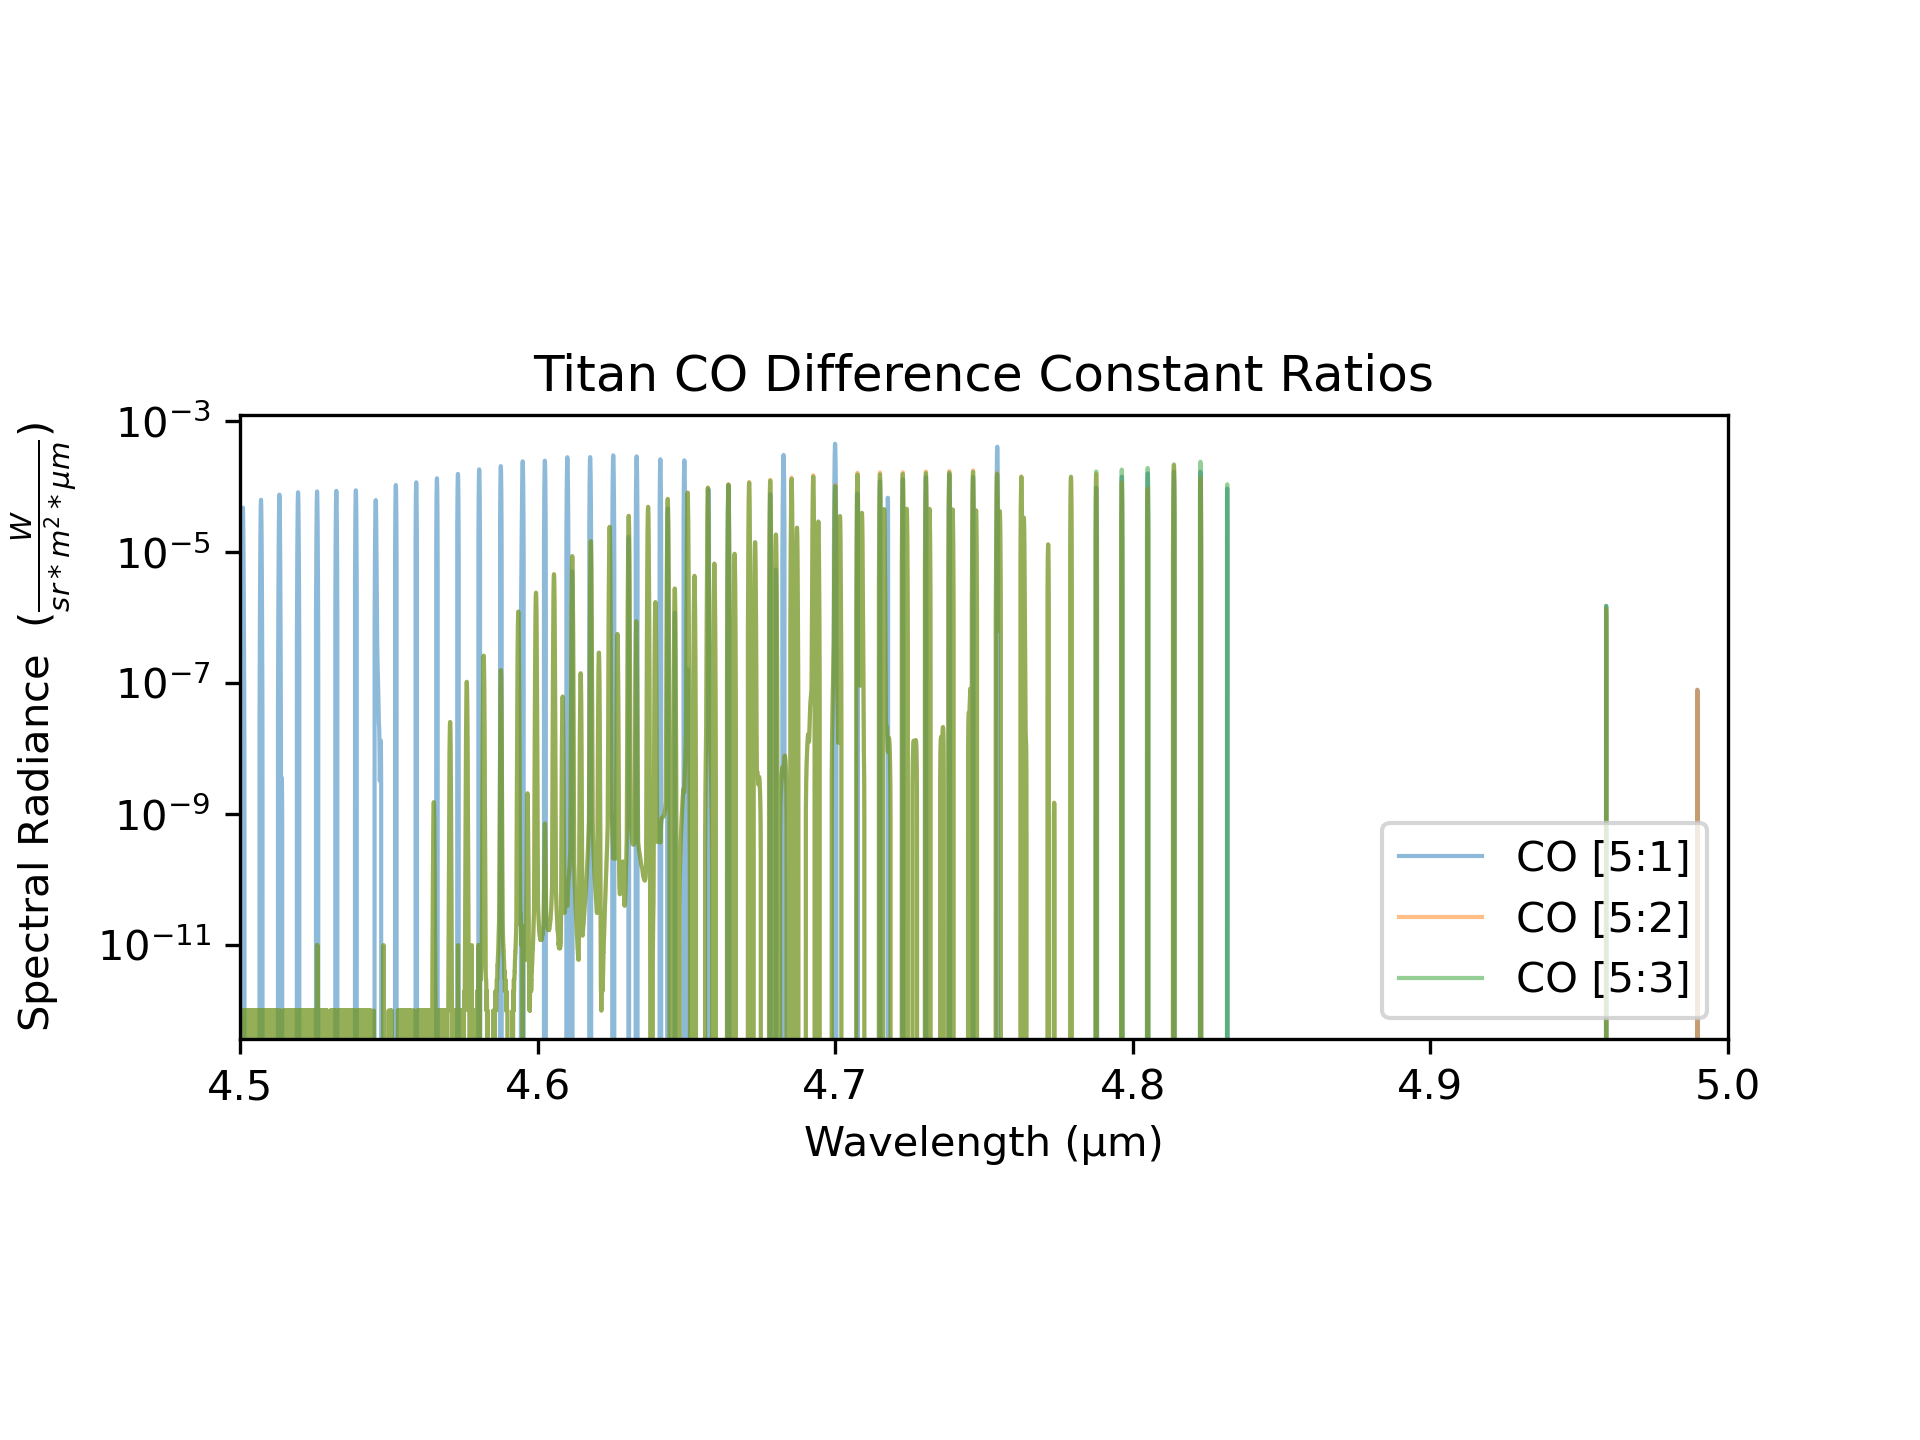 Titan CO Difference Constant Ratios
Spectral Radiance (W/sr*m²*μm)
10⁻³
10⁻⁵
10⁻⁷
10⁻⁹
10⁻¹¹
CO [5:1]
CO [5:2]
CO [5:3]
4.5 4.6 4.7 4.8 4.9 5.0
Wavelength (μm)